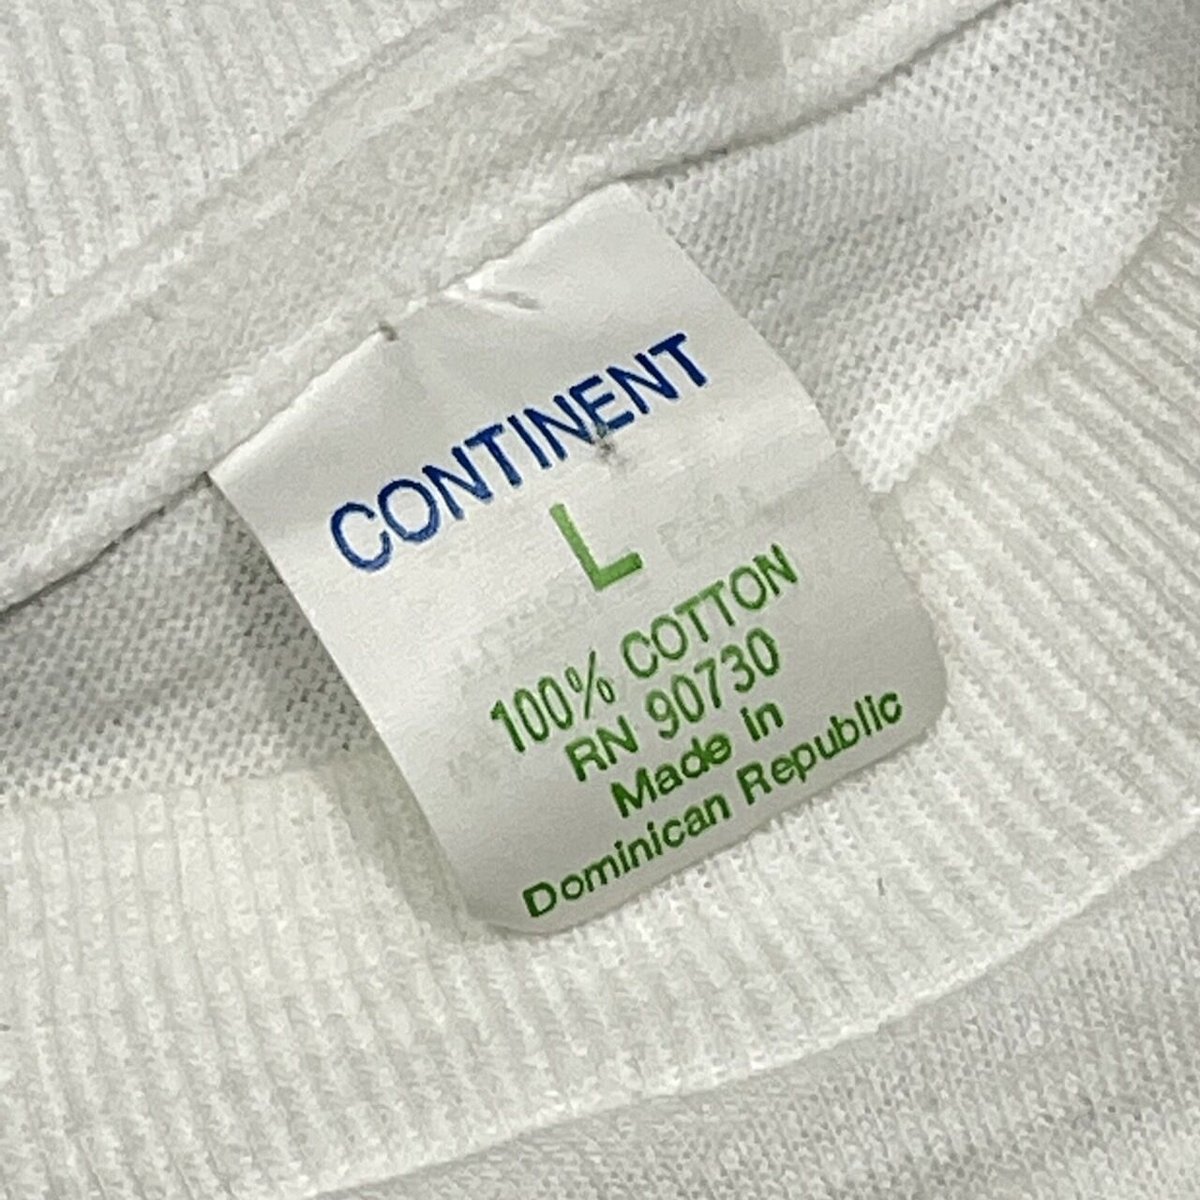 CONTINENT
L
100% COTTON
RN 90730
Made in
Dominican Republic